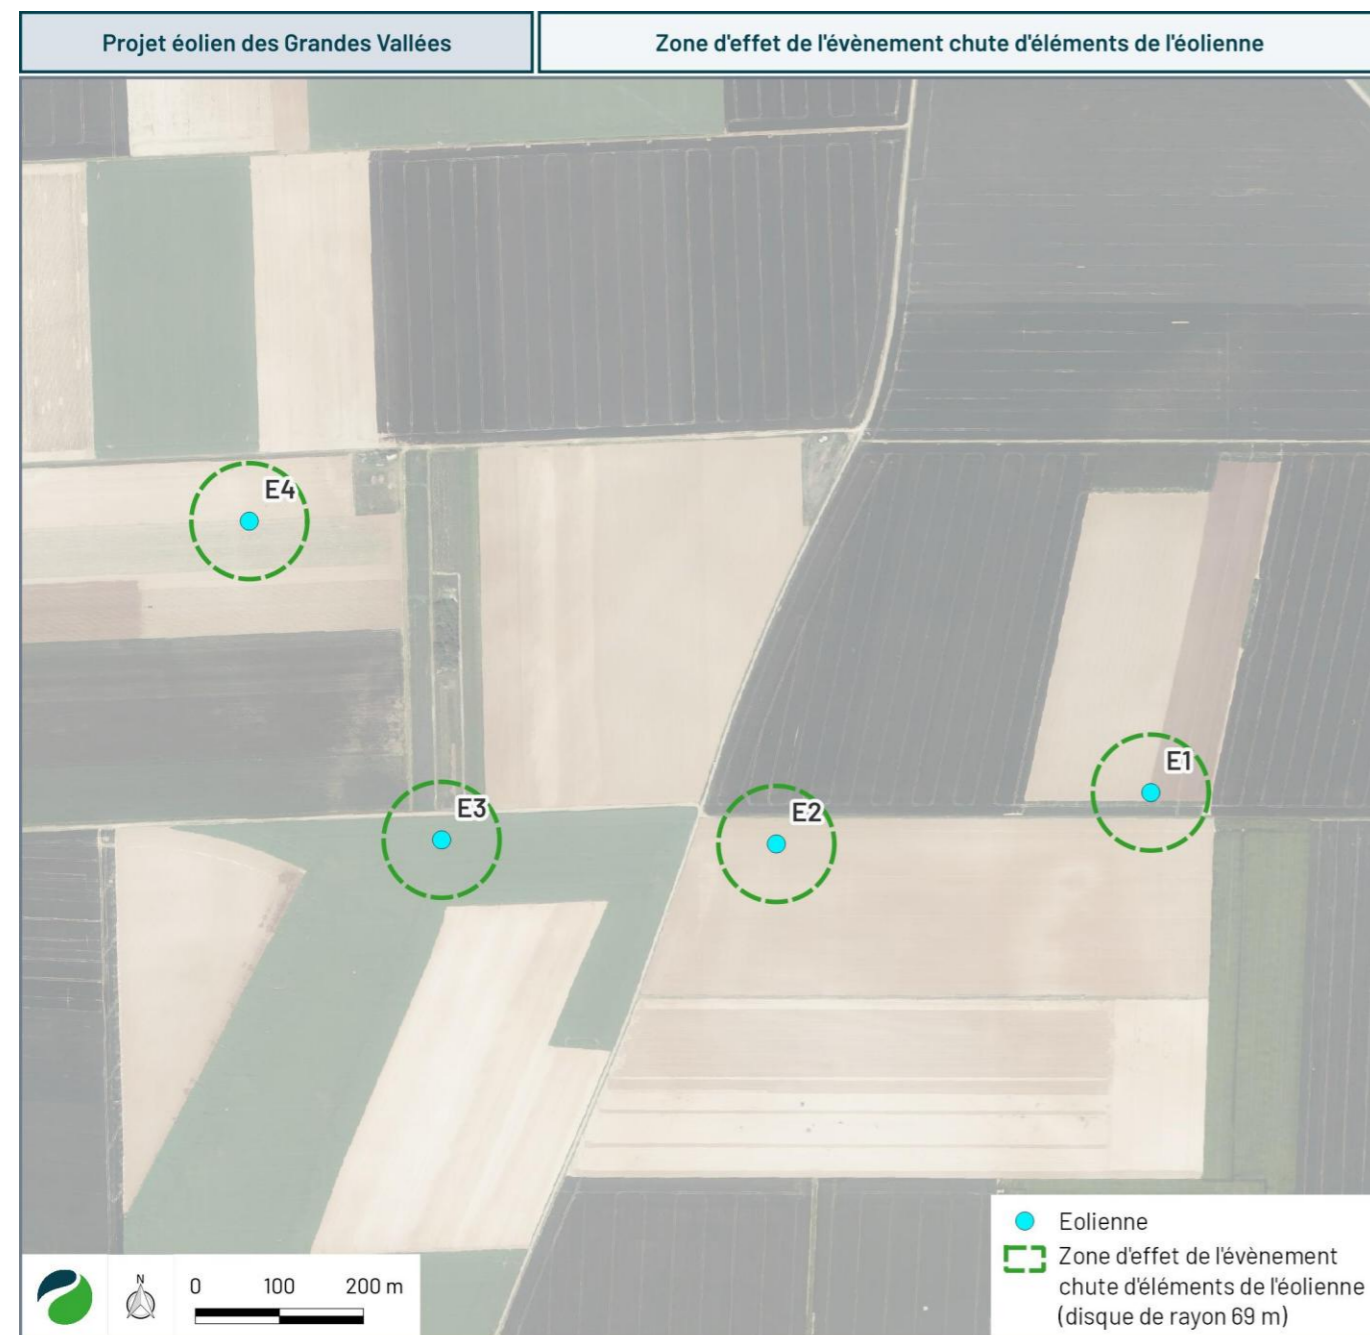 Projet éolien des Grandes Vallées
Zone d'effet de l'évènement chute d'éléments de l'éolienne
E4
E1
E3
E2
Eolienne
Zone d'effet de l'évènement
chute d'éléments de l'éolienne
(disque de rayon 69 m)
N
0 100 200 m